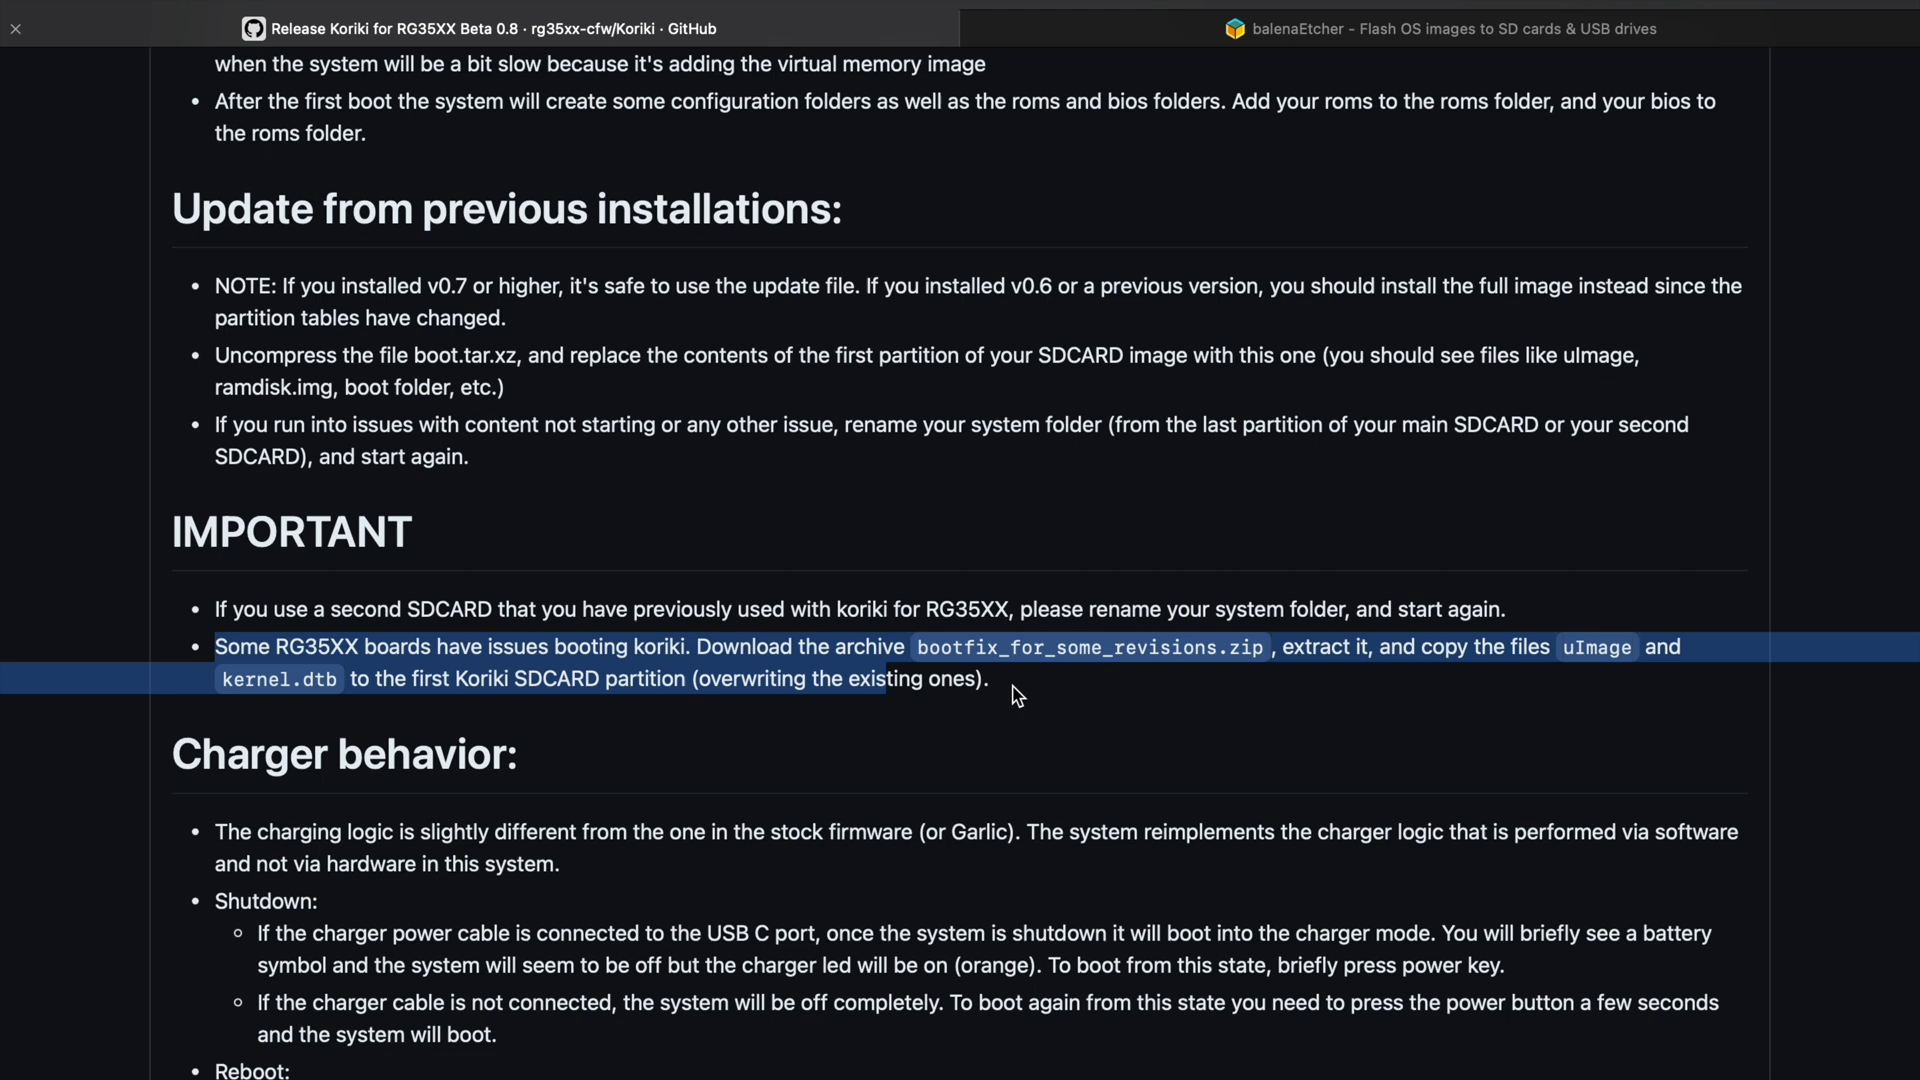 Release Koriki for RG35XX Beta 0.8 · rg35xx-cfw/Koriki · GitHub
balenaEtcher - Flash OS images to SD cards & USB drives
when the system will be a bit slow because it's adding the virtual memory image
• After the first boot the system will create some configuration folders as well as the roms and bios folders. Add your roms to the roms folder, and your bios to
the roms folder.
Update from previous installations:
• NOTE: If you installed v0.7 or higher, it's safe to use the update file. If you installed v0.6 or a previous version, you should install the full image instead since the
partition tables have changed.
• Uncompress the file boot.tar.xz, and replace the contents of the first partition of your SDCARD image with this one (you should see files like uImage,
ramdisk.img, boot folder, etc.)
• If you run into issues with content not starting or any other issue, rename your system folder (from the last partition of your main SDCARD or your second
SDCARD), and start again.
IMPORTANT
• If you use a second SDCARD that you have previously used with koriki for RG35XX, please rename your system folder, and start again.
• Some RG35XX boards have issues booting koriki. Download the archive bootfix_for_some_revisions.zip, extract it, and copy the files uImage and
kernel.dtb to the first Koriki SDCARD partition (overwriting the existing ones).
Charger behavior:
• The charging logic is slightly different from the one in the stock firmware (or Garlic). The system reimplements the charger logic that is performed via software
and not via hardware in this system.
• Shutdown:
◦ If the charger power cable is connected to the USB C port, once the system is shutdown it will boot into the charger mode. You will briefly see a battery
symbol and the system will seem to be off but the charger led will be on (orange). To boot from this state, briefly press power key.
◦ If the charger cable is not connected, the system will be off completely. To boot again from this state you need to press the power button a few seconds
and the system will boot.
• Reboot: